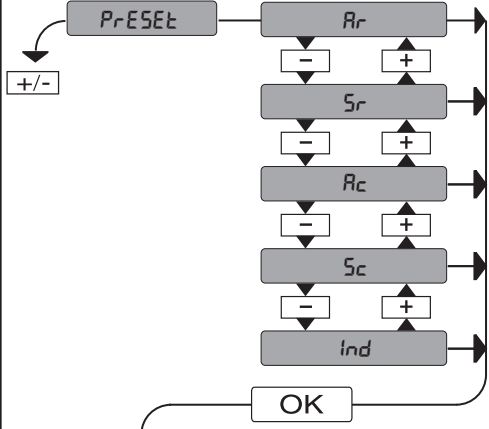 PrESEt
Ar
+/-
- +
Sr
- +
Ac
- +
Sc
- +
Ind
OK